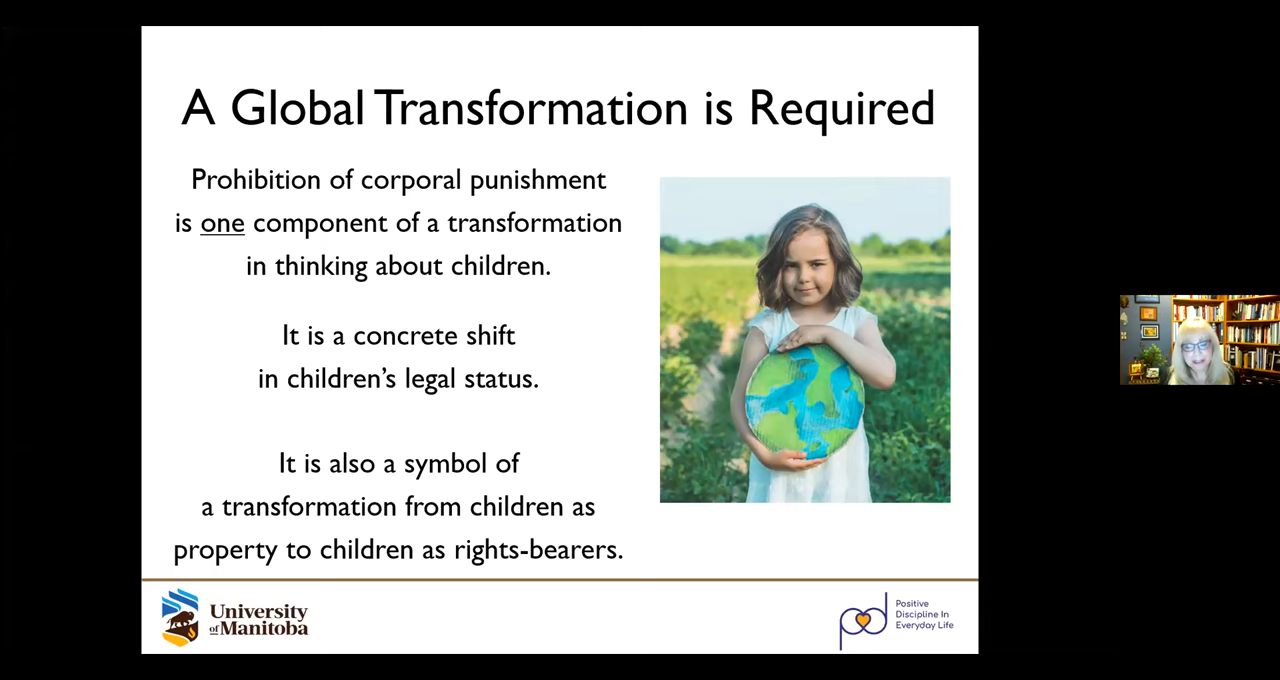 A Global Transformation is Required
Prohibition of corporal punishment
is one component of a transformation
in thinking about children.
It is a concrete shift
in children’s legal status.
It is also a symbol of
a transformation from children as
property to children as rights-bearers.
University
of Manitoba
pd
Positive
Discipline In
Everyday Life